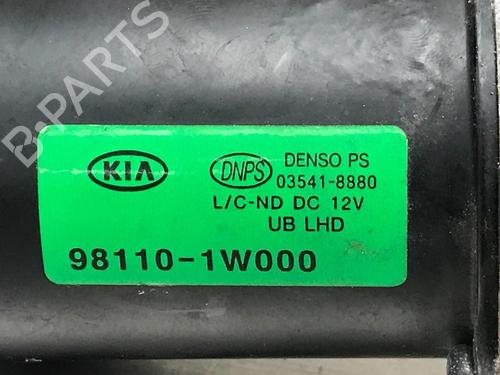 B-PARTS
KIA
DNPS
DENSO PS
03541-8880
L/C-ND DC 12V
UB LHD
98110-1W000